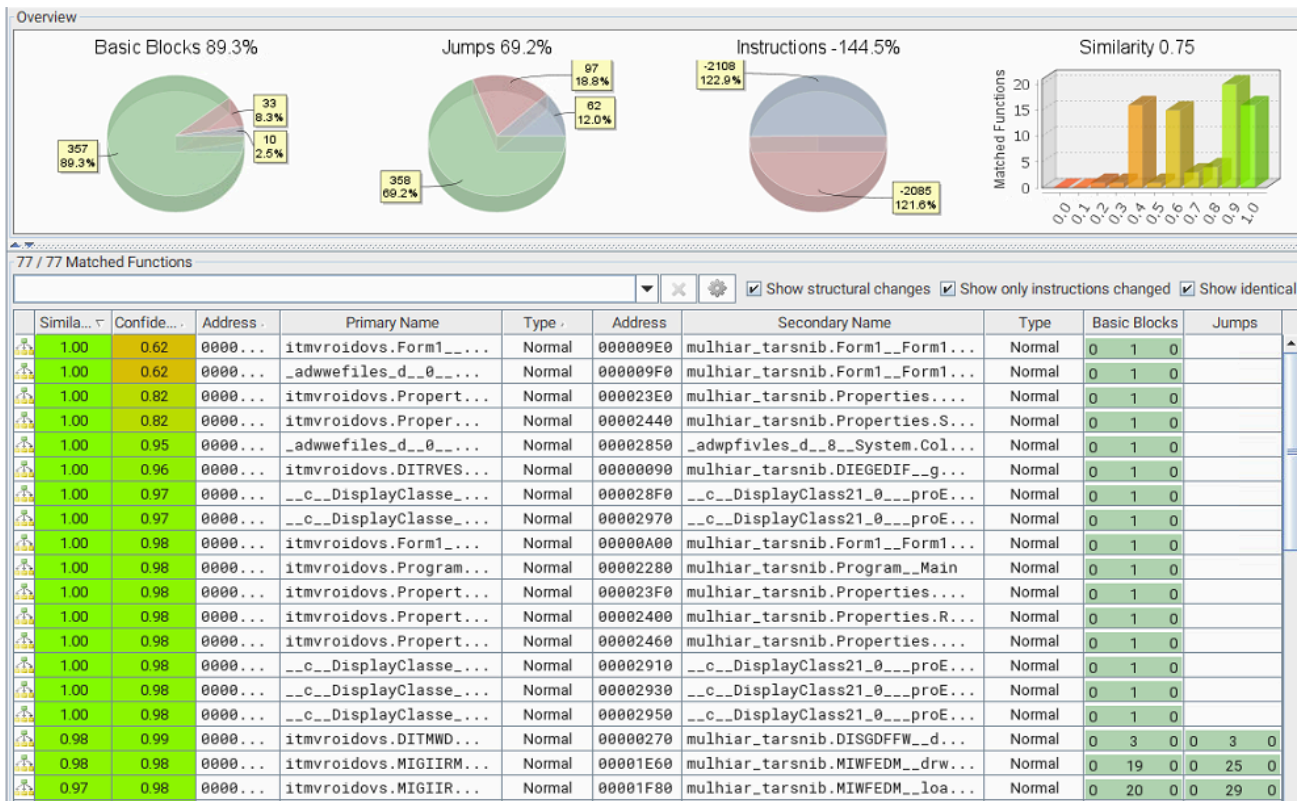 Overview
Basic Blocks 89.3%
357
89.3%
33
8.3%
10
2.5%
Jumps 69.2%
97
18.8%
62
12.0%
358
69.2%
Instructions -144.5%
-2108
122.9%
-2085
121.6%
Similarity 0.75
Matched Functions
20
15
10
5
0
0.0 0.1 0.2 0.3 0.4 0.5 0.6 0.7 0.8 0.9 1.0
77 / 77 Matched Functions
Show structural changes Show only instructions changed Show identical
Simila... Confide... Address Primary Name Type Address Secondary Name Type Basic Blocks Jumps
1.00 0.62 0000... itmvroidovs.Form1__... Normal 000009E0 mulhiar_tarsnib.Form1__Form1... Normal 0 1 0
1.00 0.62 0000... _adwwefiles_d__0__... Normal 000009F0 mulhiar_tarsnib.Form1__Form1... Normal 0 1 0
1.00 0.82 0000... itmvroidovs.Propert... Normal 000023E0 mulhiar_tarsnib.Properties.... Normal 0 1 0
1.00 0.82 0000... itmvroidovs.Proper... Normal 00002440 mulhiar_tarsnib.Properties.S... Normal 0 1 0
1.00 0.95 0000... _adwwefiles_d__0___... Normal 00002850 _adwpfivles_d__8__System.Col... Normal 0 1 0
1.00 0.96 0000... itmvroidovs.DITRVES... Normal 00000090 mulhiar_tarsnib.DIEGEDIF__g... Normal 0 1 0
1.00 0.97 0000... __c__DisplayClasse_... Normal 000028F0 __c__DisplayClass21_0___proE... Normal 0 1 0
1.00 0.97 0000... __c__DisplayClasse_... Normal 00002970 __c__DisplayClass21_0___proE... Normal 0 1 0
1.00 0.98 0000... itmvroidovs.Form1_... Normal 00000A00 mulhiar_tarsnib.Form1__Form1... Normal 0 1 0
1.00 0.98 0000... itmvroidovs.Program... Normal 00002280 mulhiar_tarsnib.Program__Main Normal 0 1 0
1.00 0.98 0000... itmvroidovs.Propert... Normal 000023F0 mulhiar_tarsnib.Properties.... Normal 0 1 0
1.00 0.98 0000... itmvroidovs.Propert... Normal 00002400 mulhiar_tarsnib.Properties.R... Normal 0 1 0
1.00 0.98 0000... itmvroidovs.Propert... Normal 00002460 mulhiar_tarsnib.Properties.... Normal 0 1 0
1.00 0.98 0000... __c__DisplayClasse_... Normal 00002910 __c__DisplayClass21_0___proE... Normal 0 1 0
1.00 0.98 0000... __c__DisplayClasse_... Normal 00002930 __c__DisplayClass21_0___proE... Normal 0 1 0
1.00 0.98 0000... __c__DisplayClasse_... Normal 00002950 __c__DisplayClass21_0___proE... Normal 0 1 0
0.98 0.99 0000... itmvroidovs.DITMWD... Normal 00000270 mulhiar_tarsnib.DISGDFFW__d... Normal 0 3 0 0 3 0
0.98 0.98 0000... itmvroidovs.MIGIIRM... Normal 00001E60 mulhiar_tarsnib.MIWFEDM__drw... Normal 0 19 0 0 25 0
0.97 0.98 0000... itmvroidovs.MIGIIR... Normal 00001F80 mulhiar_tarsnib.MIWFEDM__loa... Normal 0 20 0 0 29 0